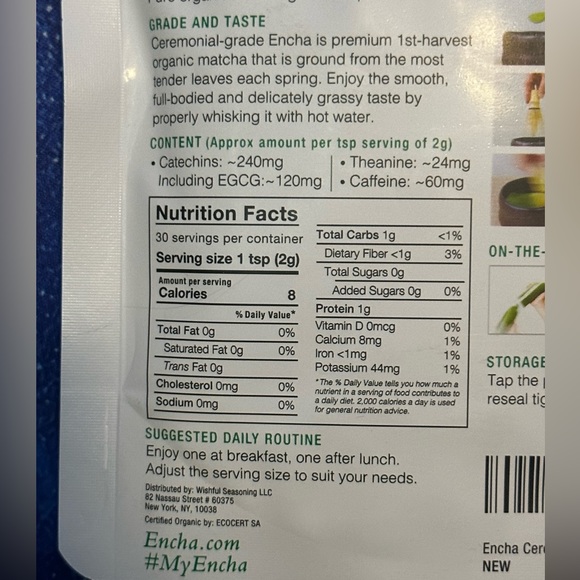 GRADE AND TASTE
Ceremonial-grade Encha is premium 1st-harvest
organic matcha that is ground from the most
tender leaves each spring. Enjoy the smooth,
full-bodied and delicately grassy taste by
properly whisking it with hot water.
CONTENT (Approx amount per tsp serving of 2g)
• Catechins: ~240mg
Including EGCG:~120mg
• Theanine: ~24mg
• Caffeine: ~60mg
Nutrition Facts
30 servings per container
Serving size 1 tsp (2g)
Amount per serving
Calories 8
% Daily Value*
Total Fat 0g 0%
Saturated Fat 0g 0%
Trans Fat 0g
Cholesterol 0mg 0%
Sodium 0mg 0%
Total Carbs 1g <1%
Dietary Fiber <1g 3%
Total Sugars 0g
Added Sugars 0g 0%
Protein 1g
Vitamin D 0mcg 0%
Calcium 8mg 1%
Iron <1mg 1%
Potassium 44mg 1%
*The % Daily Value tells you how much a
nutrient in a serving of food contributes to
a daily diet. 2,000 calories a day is used
for general nutrition advice.
SUGGESTED DAILY ROUTINE
Enjoy one at breakfast, one after lunch.
Adjust the serving size to suit your needs.
Distributed by: Wishful Seasoning LLC
82 Nassau Street # 60375
New York, NY, 10038
Certified Organic by: ECOCERT SA
Encha.com
#MyEncha
ON-THE-
STORAGE
Tap the
reseal
Encha
NEW